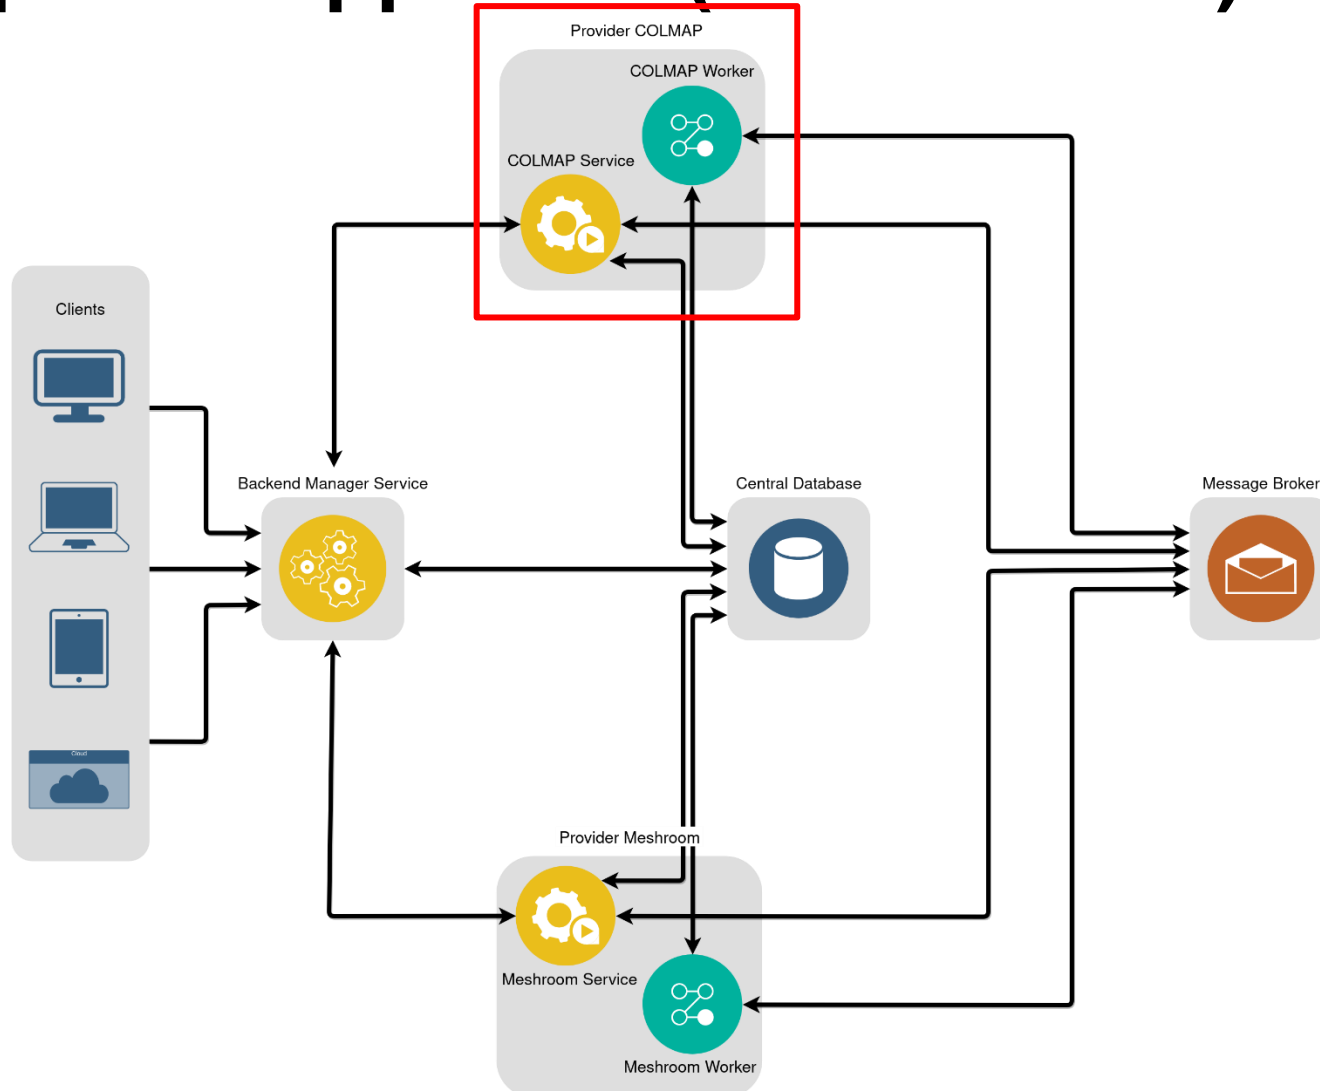 Provider COLMAP
COLMAP Worker
COLMAP Service
Clients
Backend Manager Service
Central Database
Message Broker
Cloud
Provider Meshroom
Meshroom Service
Meshroom Worker